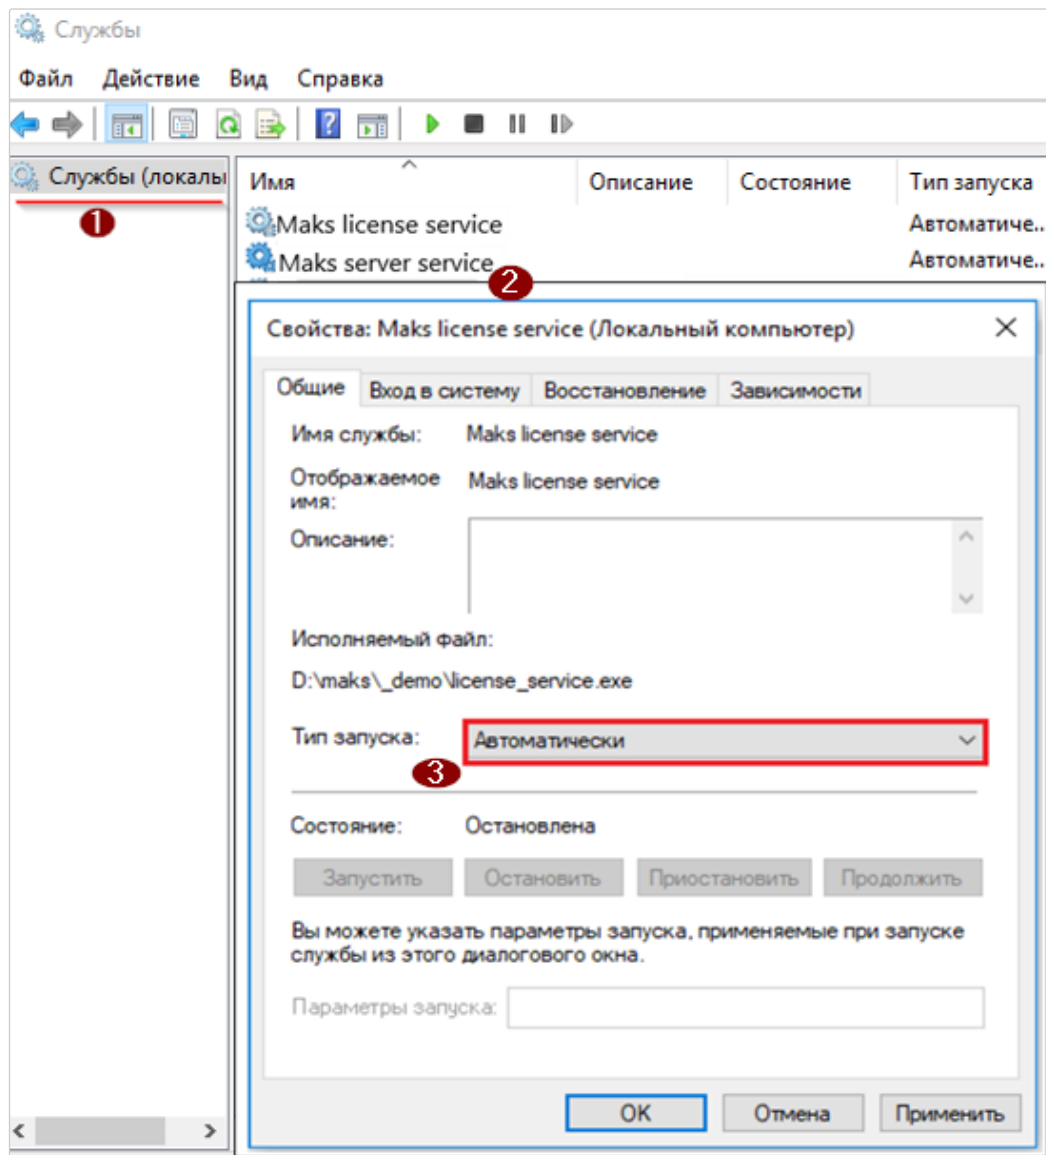 Службы
Файл Действие Вид Справка
Службы (локалы
1
Имя Описание Состояние Тип запуска
Maks license service Автоматиче..
Maks server service Автоматиче..
2
Свойства: Maks license service (Локальный компьютер)
Общие Вход в систему Восстановление Зависимости
Имя службы: Maks license service
Отображаемое имя: Maks license service
Описание:
Исполняемый файл:
D:\maks\_demo\license_service.exe
Тип запуска: Автоматически
3
Состояние: Остановлена
Запустить Остановить Приостановить Продолжить
Вы можете указать параметры запуска, применяемые при запуске
службы из этого диалогового окна.
Параметры запуска:
OK Отмена Применить